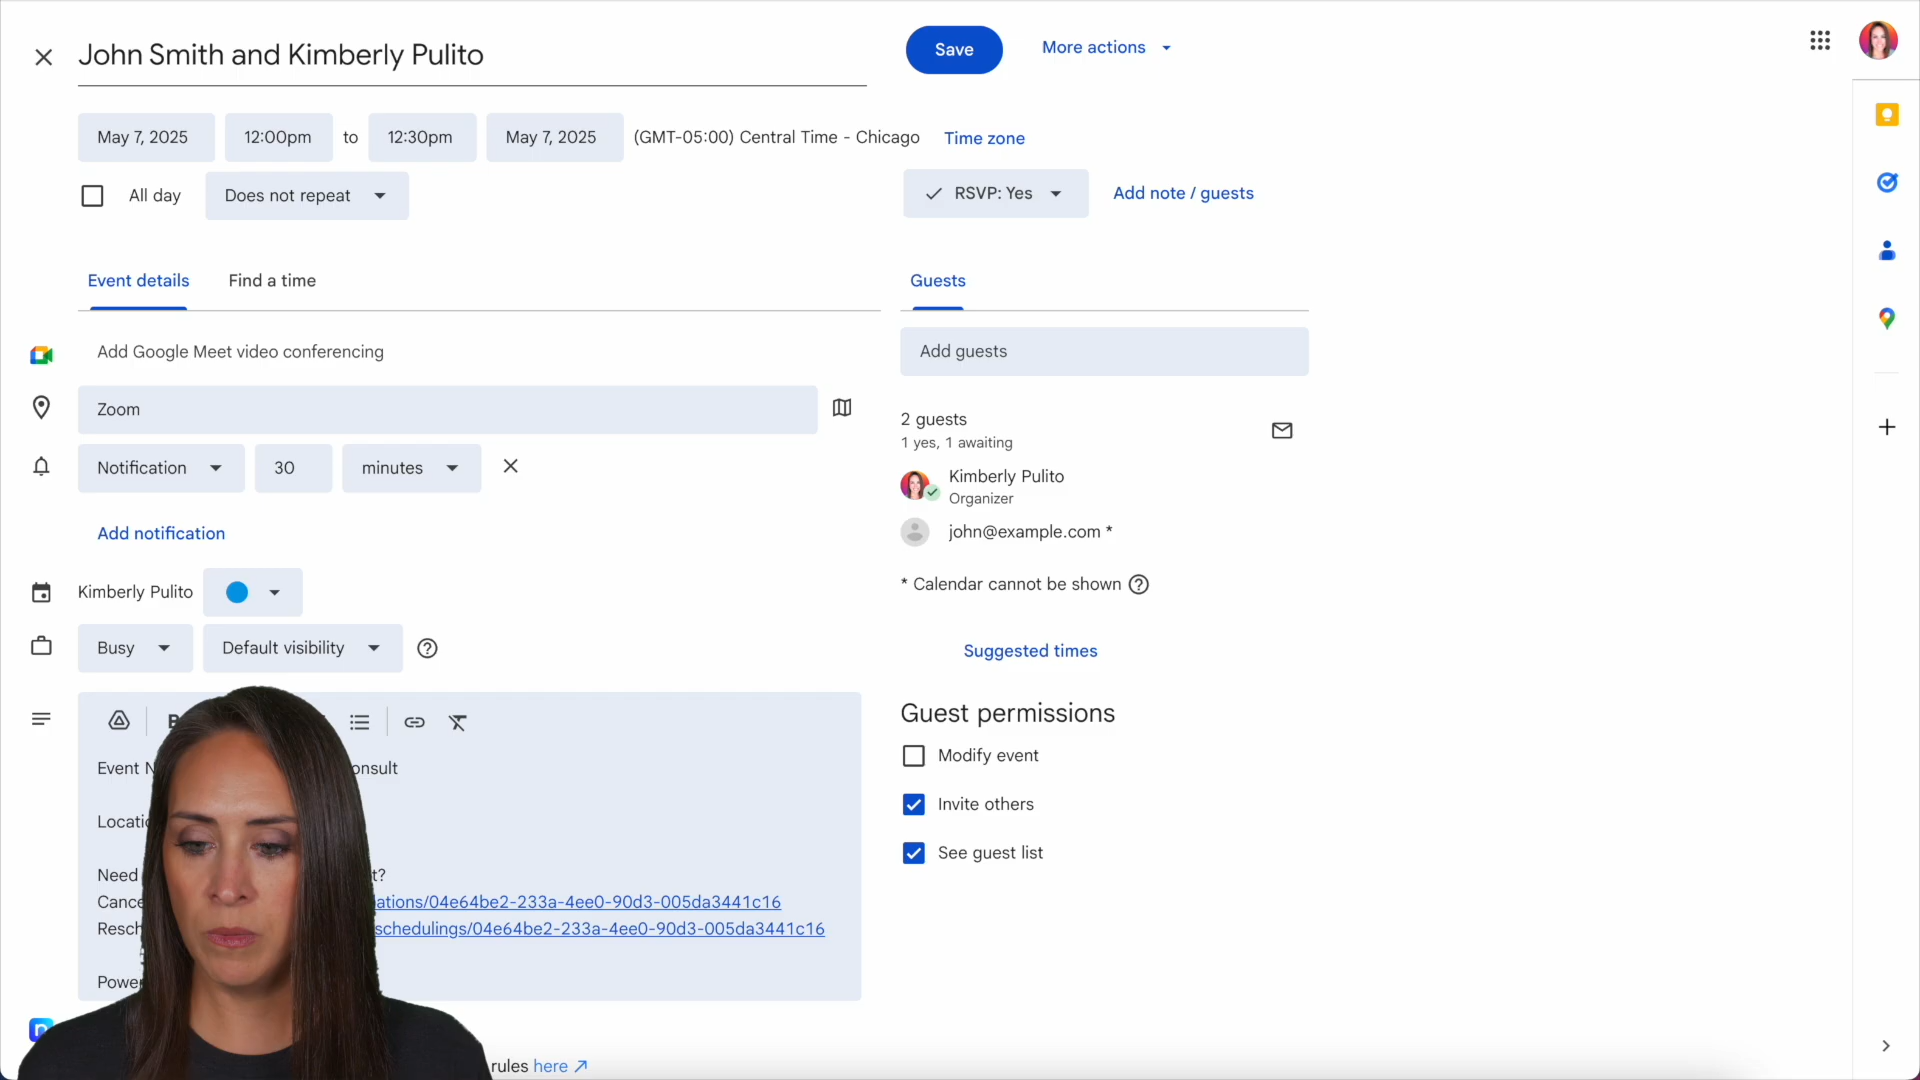 John Smith and Kimberly Pulito
Save
More actions
May 7, 2025
12:00pm
to
12:30pm
May 7, 2025
(GMT-05:00) Central Time - Chicago
Time zone
All day
Does not repeat
RSVP: Yes
Add note / guests
Event details
Find a time
Guests
Add Google Meet video conferencing
Add guests
Zoom
2 guests
1 yes, 1 awaiting
Notification
30
minutes
Kimberly Pulito
Organizer
Add notification
john@example.com *
Kimberly Pulito
* Calendar cannot be shown
Busy
Default visibility
Suggested times
Guest permissions
Modify event
Invite others
See guest list
Event
Need
ations/04e64be2-233a-4ee0-90d3-005da3441c16
schedulings/04e64be2-233a-4ee0-90d3-005da3441c16
rules here